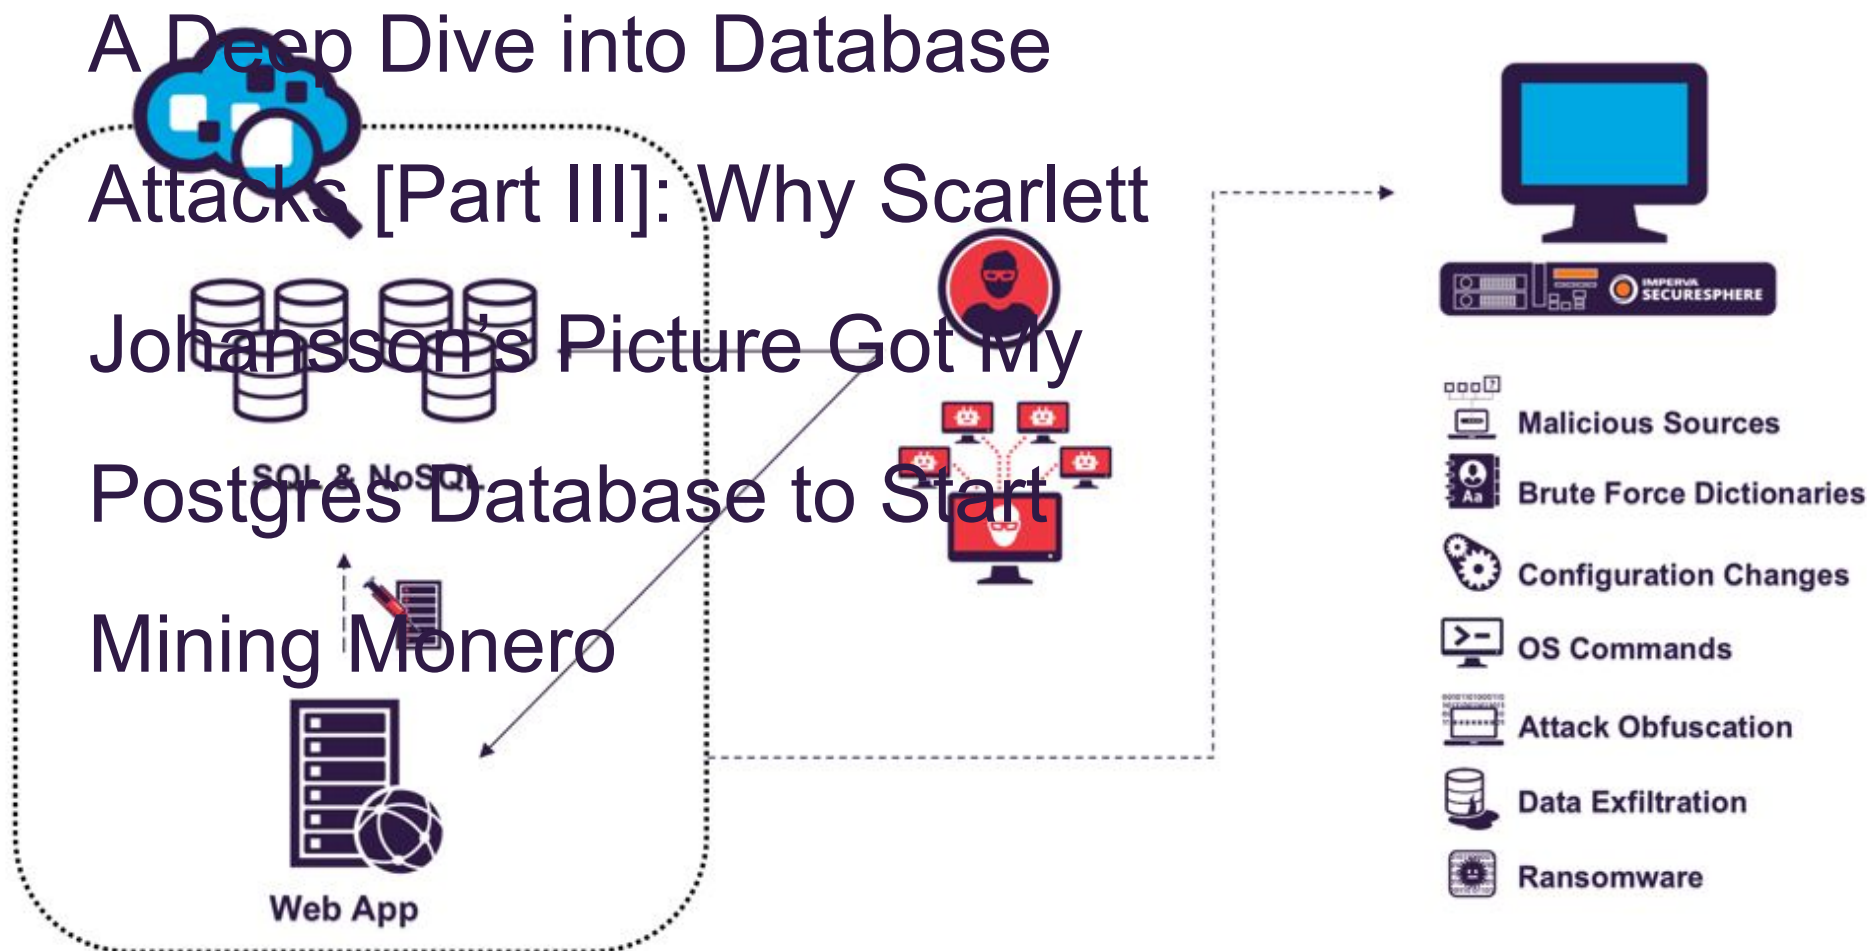 A Deep Dive into Database
Attacks [Part III]: Why Scarlett
Johansson’s Picture Got My
Postgres Database to Start
Mining Monero
SQL & NoSQL
Web App
IMPERVA
SECURESPHERE
?
Malicious Sources
Aa
Brute Force Dictionaries
Configuration Changes
>-
OS Commands
Attack Obfuscation
Data Exfiltration
Ransomware